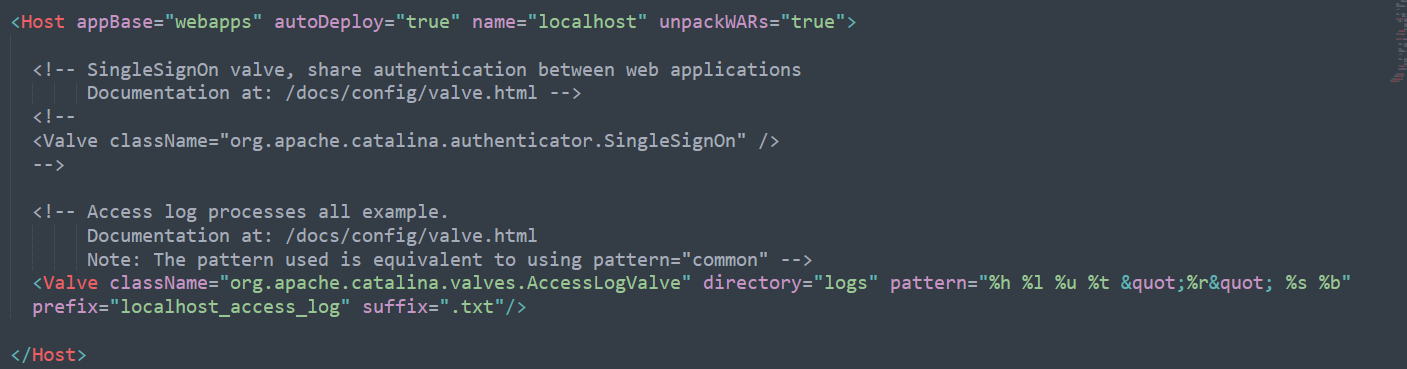 <Host appBase="webapps" autoDeploy="true" name="localhost" unpackWARs="true">
<!-- SingleSignOn valve, share authentication between web applications
Documentation at: /docs/config/valve.html -->
<!--
<Valve className="org.apache.catalina.authenticator.SingleSignOn" />
-->
<!-- Access log processes all example.
Documentation at: /docs/config/valve.html
Note: The pattern used is equivalent to using pattern="common" -->
<Valve className="org.apache.catalina.valves.AccessLogValve" directory="logs" pattern="%h %l %u %t &quot;%r&quot; %s %b"
prefix="localhost_access_log" suffix=".txt"/>
</Host>